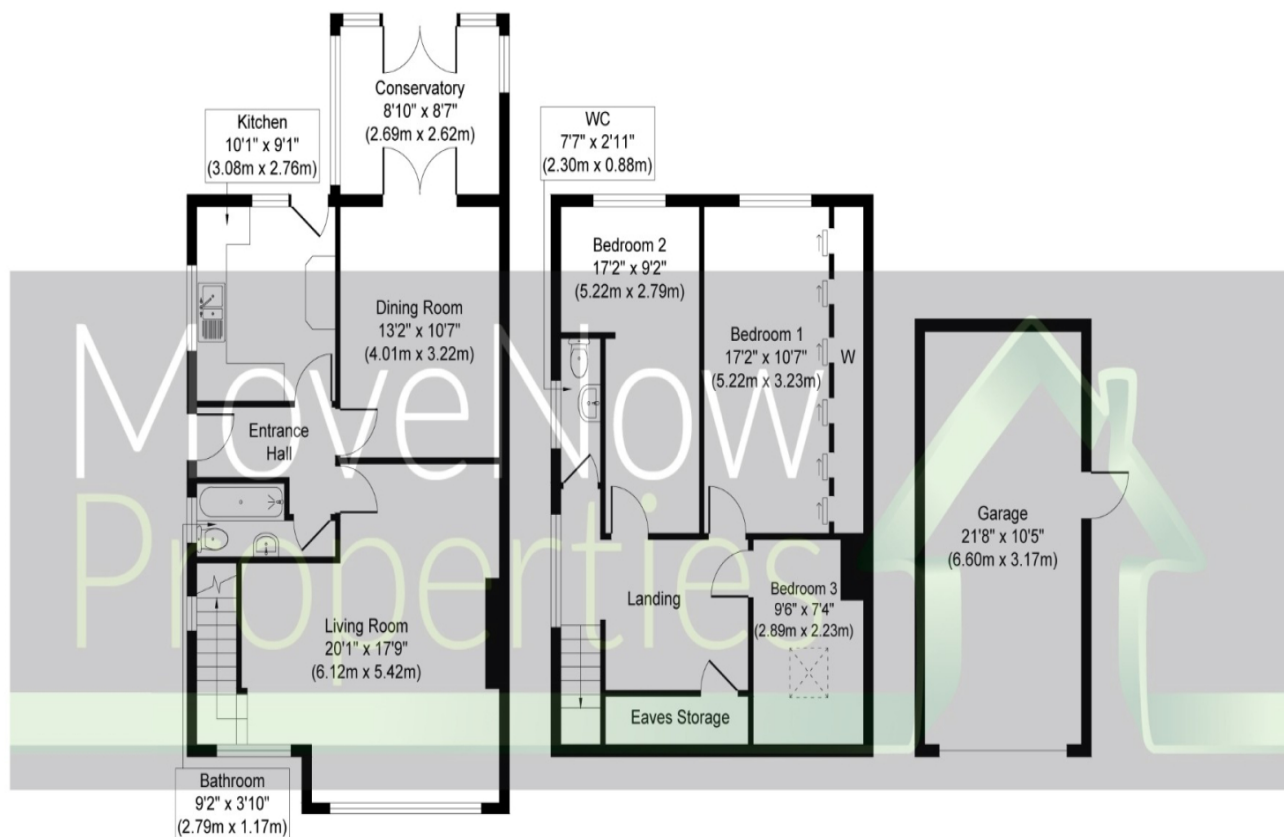 Conservatory
8'10" x 8'7"
(2.69m x 2.62m)
Kitchen
10'1" x 9'1"
(3.08m x 2.76m)
WC
7'7" x 2'11"
(2.30m x 0.88m)
Bedroom 2
17'2" x 9'2"
(5.22m x 2.79m)
Dining Room
13'2" x 10'7"
(4.01m x 3.22m)
Bedroom 1
17'2" x 10'7"
(5.22m x 3.23m)
W
MoveNow
Properties
Entrance
Hall
Garage
21'8" x 10'5"
(6.60m x 3.17m)
Landing
Bedroom 3
9'6" x 7'4"
(2.89m x 2.23m)
Living Room
20'1" x 17'9"
(6.12m x 5.42m)
Eaves Storage
Bathroom
9'2" x 3'10"
(2.79m x 1.17m)